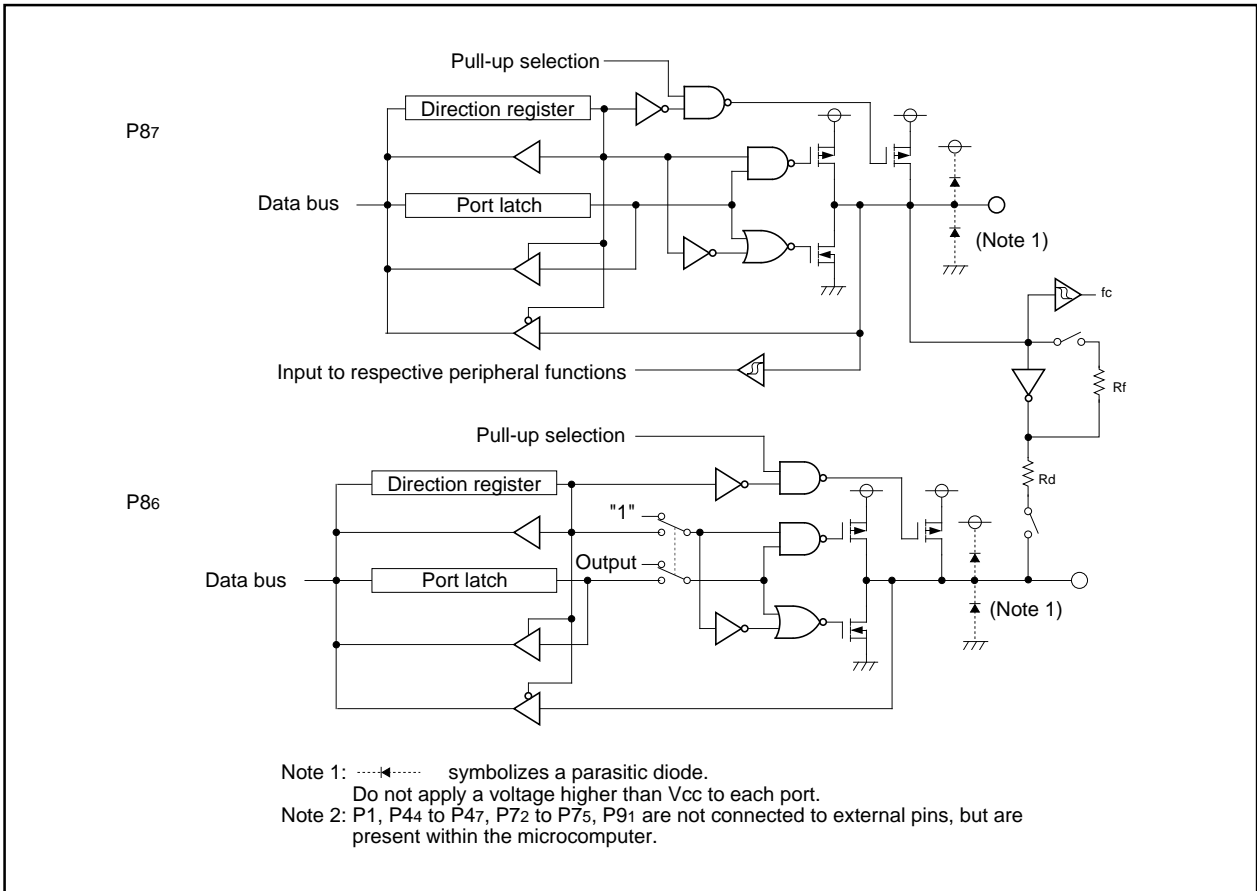 Pull-up selection
Direction register
P87
Data bus
Port latch
(Note 1)
fc
Input to respective peripheral functions
Rf
Pull-up selection
Direction register
Rd
P86
"1"
Output
Data bus
Port latch
(Note 1)
Note 1: symbolizes a parasitic diode.
Do not apply a voltage higher than Vcc to each port.
Note 2: P1, P44 to P47, P72 to P75, P91 are not connected to external pins, but are
present within the microcomputer.